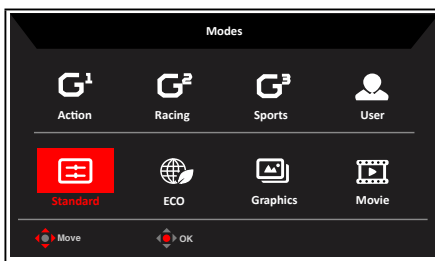 Modes
G¹ G² G³
Action Racing Sports User
Standard ECO Graphics Movie
Move OK